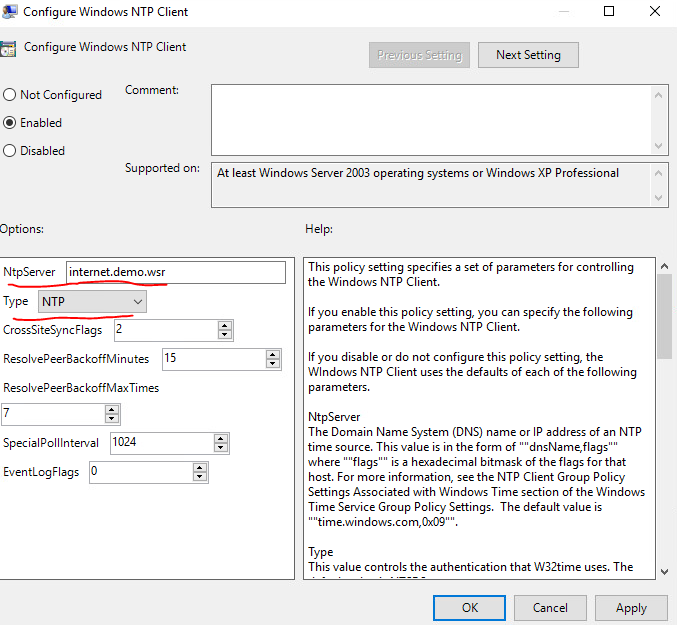 Configure Windows NTP Client
Configure Windows NTP Client
Previous Setting
Next Setting
Not Configured
Comment:
Enabled
Disabled
Supported on:
At least Windows Server 2003 operating systems or Windows XP Professional
Options:
Help:
NtpServer
internet.demo.wsr
Type
NTP
CrossSiteSyncFlags
2
ResolvePeerBackoffMinutes
15
ResolvePeerBackoffMaxTimes
7
SpecialPollInterval
1024
EventLogFlags
0
This policy setting specifies a set of parameters for controlling
the Windows NTP Client.
If you enable this policy setting, you can specify the following
parameters for the Windows NTP Client.
If you disable or do not configure this policy setting, the
WIndows NTP Client uses the defaults of each of the following
parameters.
NtpServer
The Domain Name System (DNS) name or IP address of an NTP
time source. This value is in the form of ""dnsName,flags""
where ""flags"" is a hexadecimal bitmask of the flags for that
host. For more information, see the NTP Client Group Policy
Settings Associated with Windows Time section of the Windows
Time Service Group Policy Settings.  The default value is
""time.windows.com,0x09"".
Type
This value controls the authentication that W32time uses. The
OK
Cancel
Apply